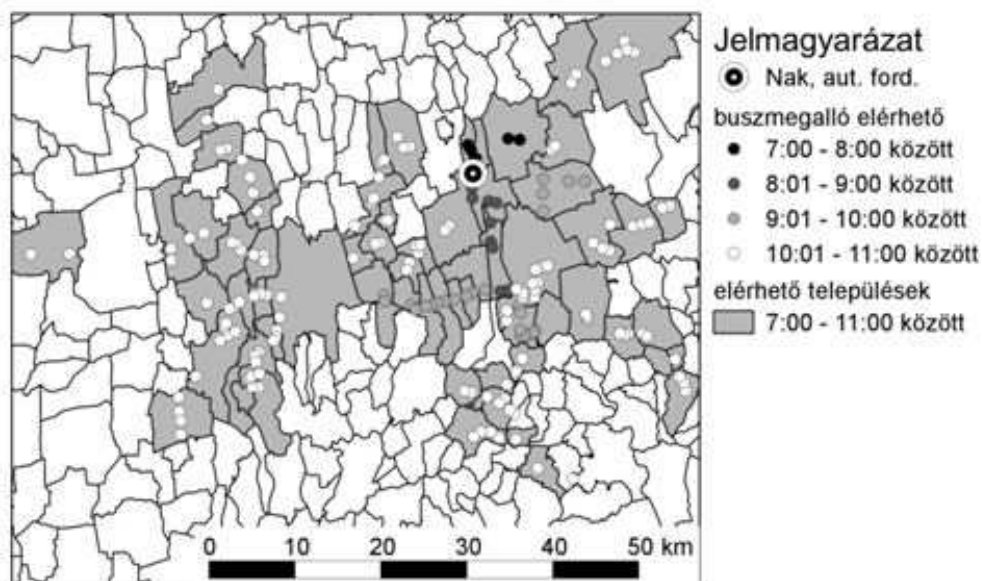 Jelmagyarázat
Nak, aut. ford.
buszmegálló elérhető
7:00 - 8:00 között
8:01 - 9:00 között
9:01 - 10:00 között
10:01 - 11:00 között
elérhető települések
7:00 - 11:00 között
0 10 20 30 40 50 km